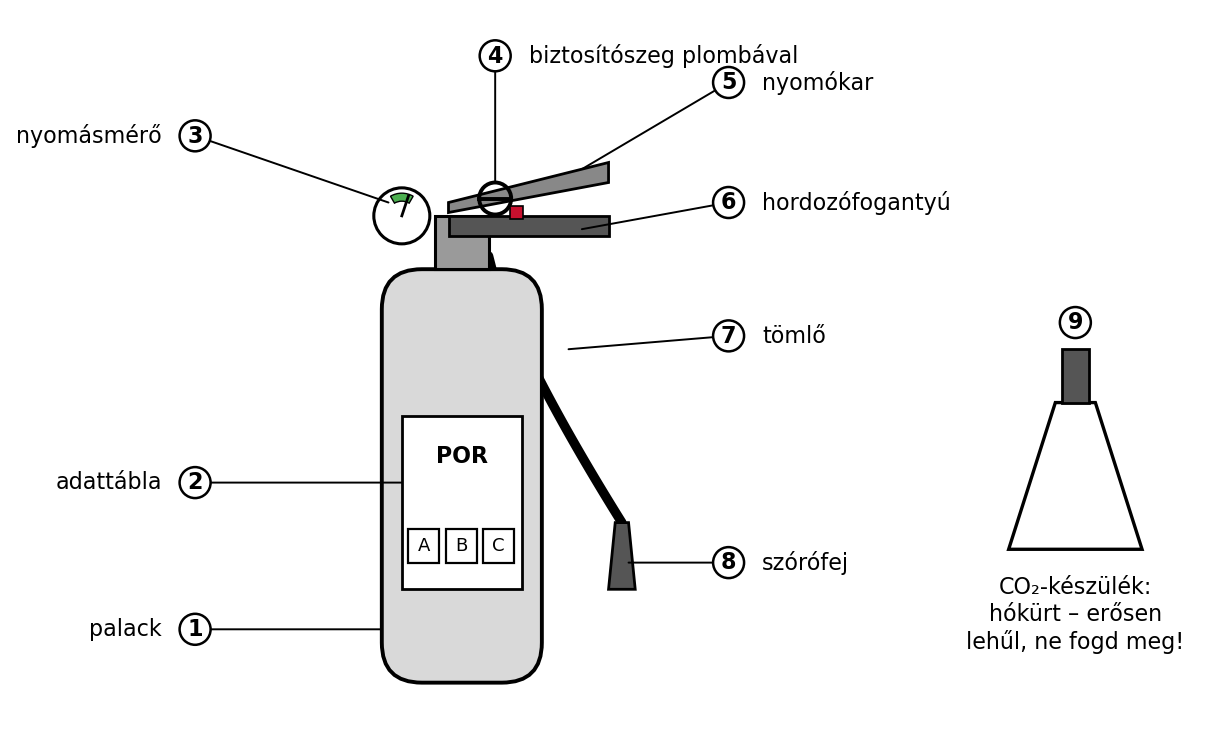 4 biztosítószeg plombával
5 nyomókar
nyomásmérő 3
6 hordozófogantyú
9
7 tömlő
POR
adattábla 2
A B C
8 szórófej
CO₂-készülék:
hókürt – erősen
lehűl, ne fogd meg!
palack 1